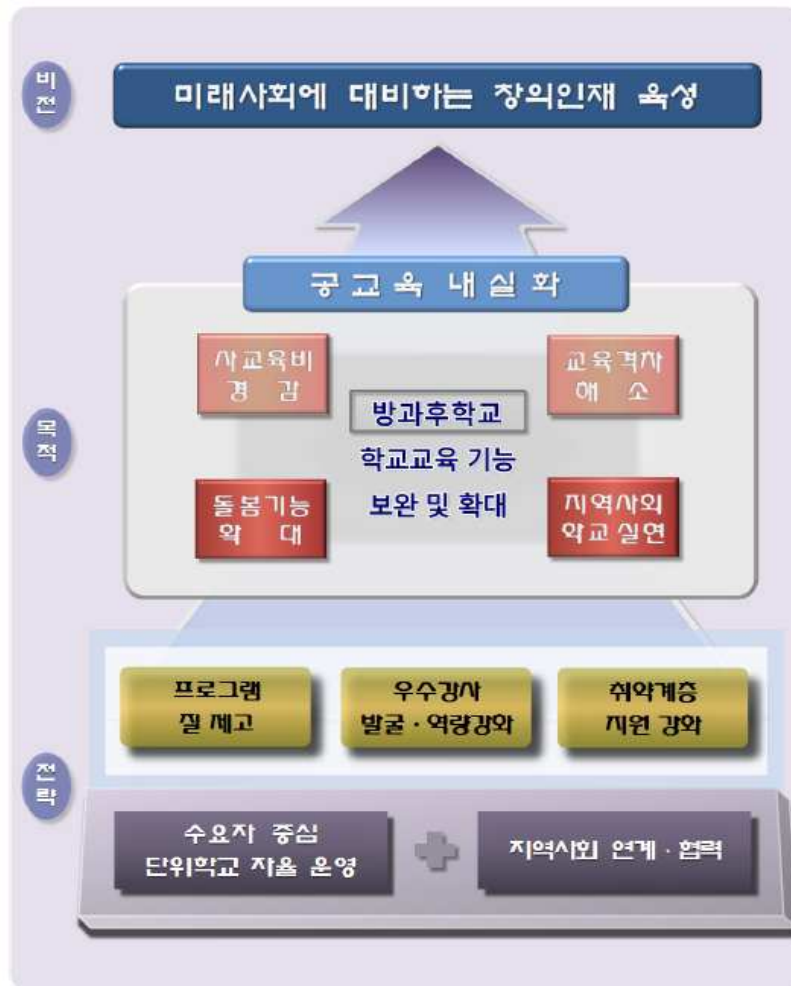 비전
미래사회에 대비하는 창의인재 육성
공교육 내실화
목적
사교육비
경 감
교육격차
해 소
방과후학교
학교교육 기능
보완 및 확대
돌봄기능
확 대
지역사회
학교 실현
전략
프로그램
질 제고
우수강사
발굴 · 역량강화
취약계층
지원 강화
수요자 중심
단위학교 자율 운영
지역사회 연계 · 협력